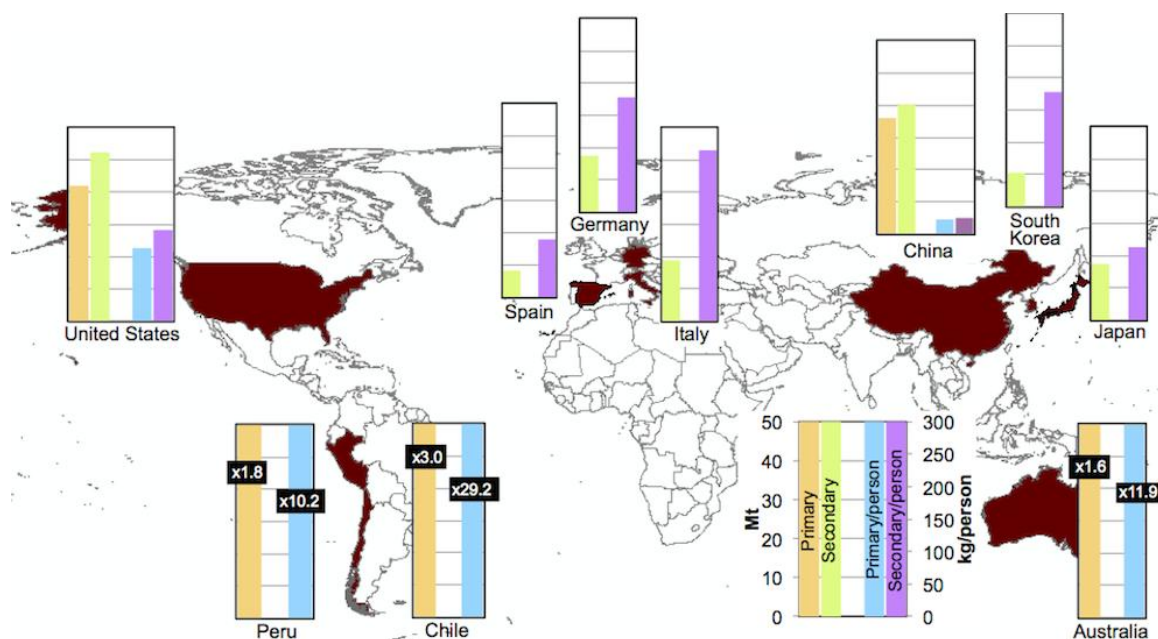 Germany
South
Korea
China
United States
Spain
Italy
Japan
x1.8
x10.2
Peru
x3.0
x29.2
Chile
50
40
30
20
10
0
Mt
Primary
Secondary
Primary/person
Secondary/person
300
250
200
150
100
50
0
kg/person
x1.6
x11.9
Australia